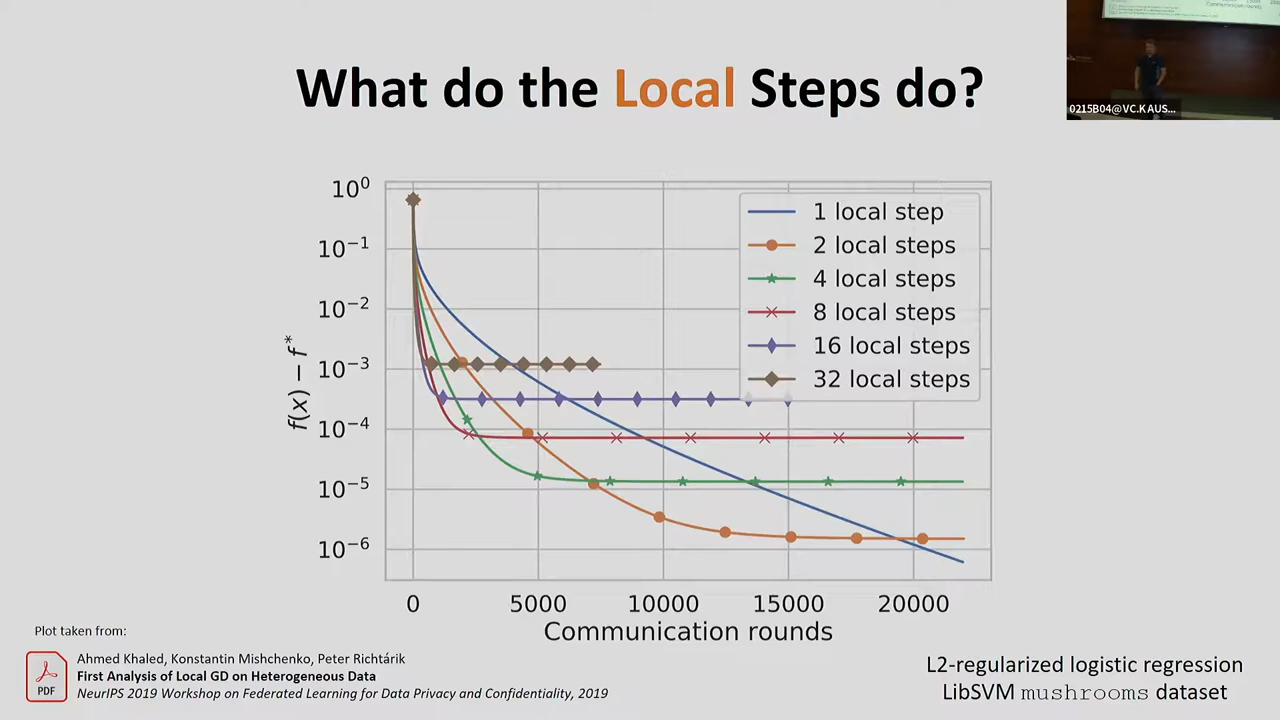 What do the Local Steps do?
0215B04@VC.KAUS...
10⁰
10⁻¹
10⁻²
10⁻³
10⁻⁴
10⁻⁵
10⁻⁶
f(x) − f*
1 local step
2 local steps
4 local steps
8 local steps
16 local steps
32 local steps
0 5000 10000 15000 20000
Communication rounds
Plot taken from:
PDF
Ahmed Khaled, Konstantin Mishchenko, Peter Richtárik
First Analysis of Local GD on Heterogeneous Data
NeurIPS 2019 Workshop on Federated Learning for Data Privacy and Confidentiality, 2019
L2-regularized logistic regression
LibSVM mushrooms dataset